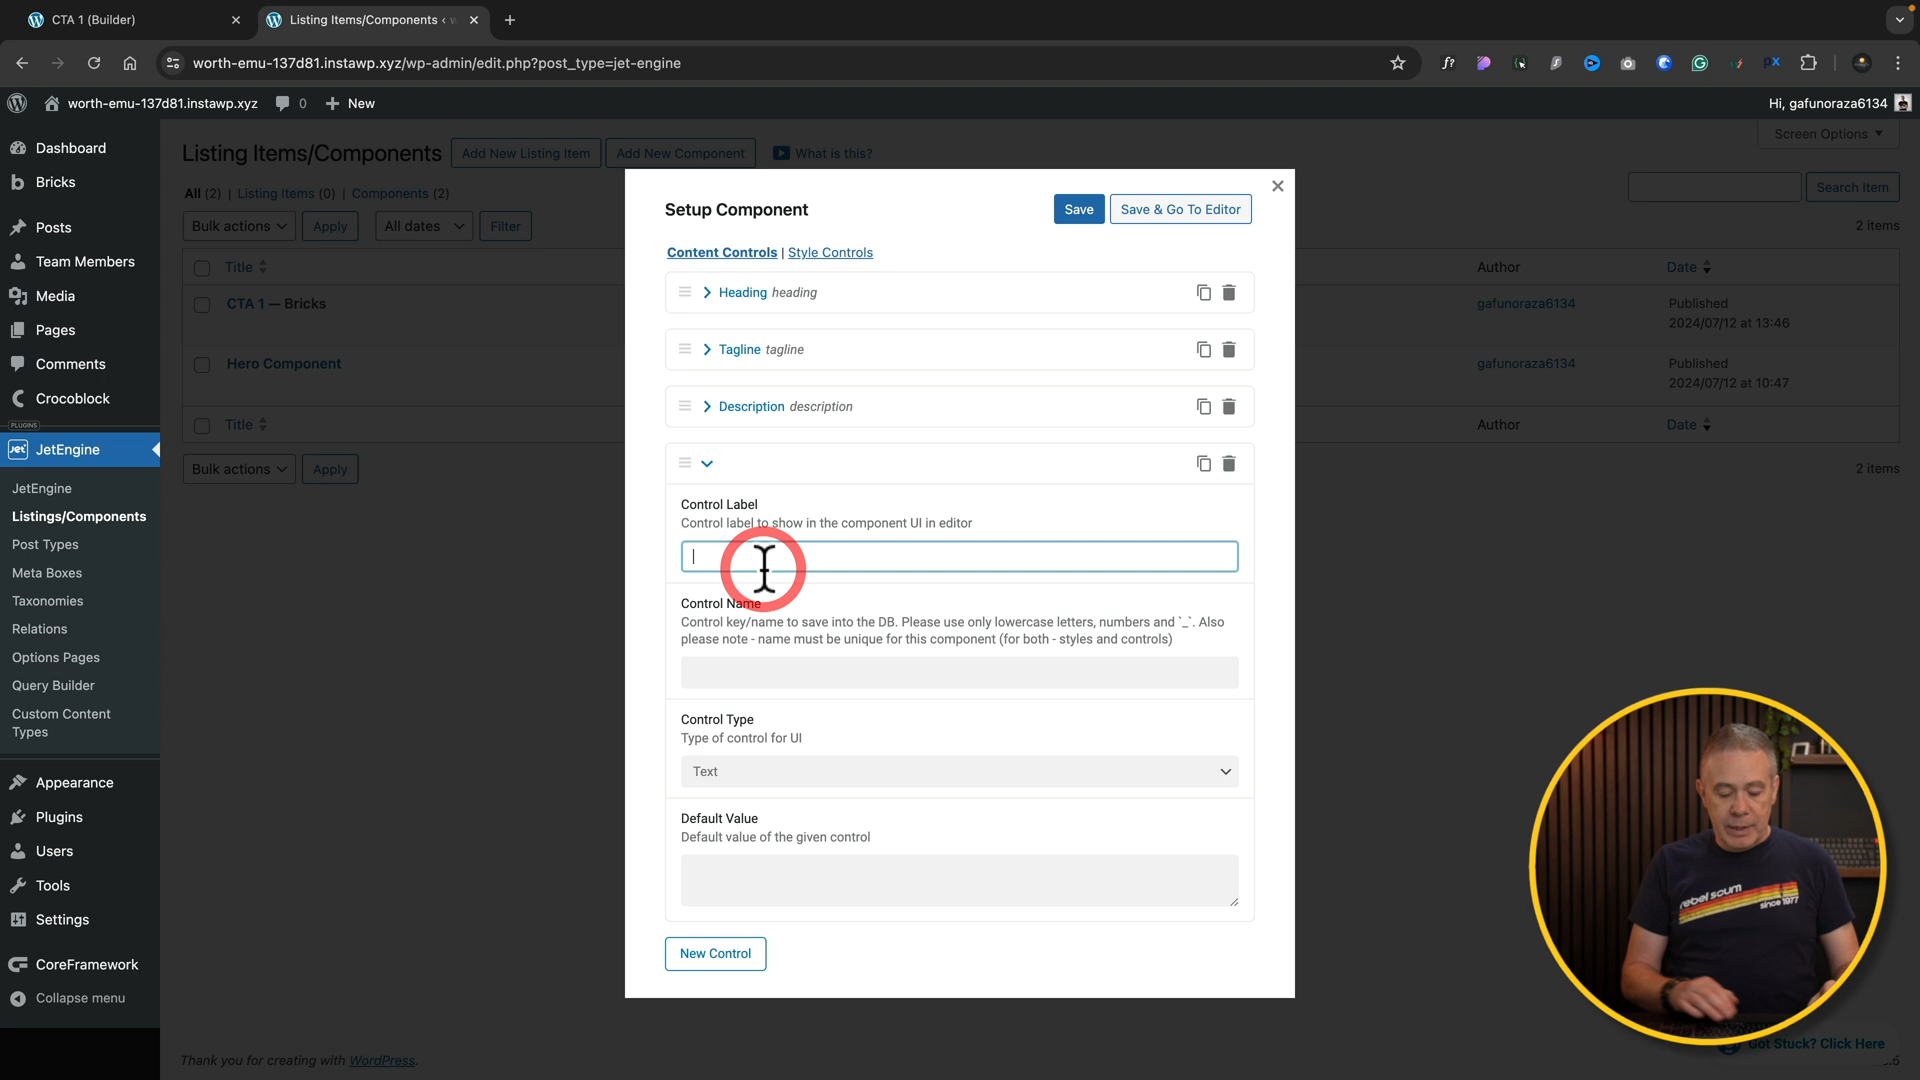 CTA 1 (Builder)
Listing Items/Components ‹ w
worth-emu-137d81.instawp.xyz/wp-admin/edit.php?post_type=jet-engine
worth-emu-137d81.instawp.xyz
0
New
Hi, gafunoraza6134
Dashboard
Bricks
Posts
Team Members
Media
Pages
Comments
Crocoblock
PLUGINS
JetEngine
JetEngine
Listings/Components
Post Types
Meta Boxes
Taxonomies
Relations
Options Pages
Query Builder
Custom Content
Types
Appearance
Plugins
Users
Tools
Settings
CoreFramework
Collapse menu
Screen Options
Listing Items/Components
Add New Listing Item
Add New Component
What is this?
All (2) | Listing Items (0) | Components (2)
Search Item
Bulk actions
Apply
All dates
Filter
2 items
Title
Author
Date
CTA 1 — Bricks
gafunoraza6134
Published
2024/07/12 at 13:46
Hero Component
gafunoraza6134
Published
2024/07/12 at 10:47
Title
Author
Date
Bulk actions
Apply
2 items
Setup Component
Save
Save & Go To Editor
Content Controls | Style Controls
Heading heading
Tagline tagline
Description description
Control Label
Control label to show in the component UI in editor
Control Name
Control key/name to save into the DB. Please use only lowercase letters, numbers and `_`. Also
please note - name must be unique for this component (for both - styles and controls)
Control Type
Type of control for UI
Text
Default Value
Default value of the given control
New Control
rebel scum
since 1977
Got Stuck? Click Here
Thank you for creating with WordPress.